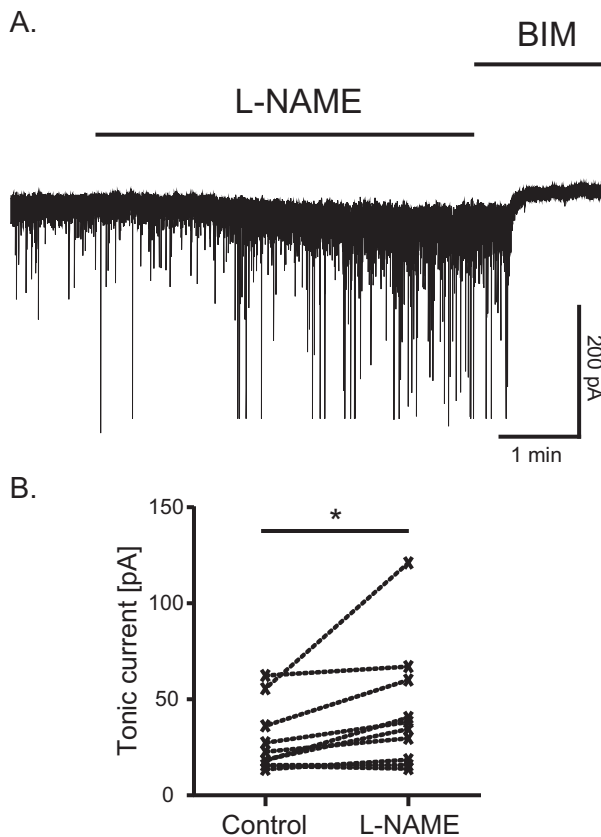 A.
BIM
L-NAME
200 pA
1 min
B.
*
150
100
50
0
Tonic current [pA]
Control L-NAME